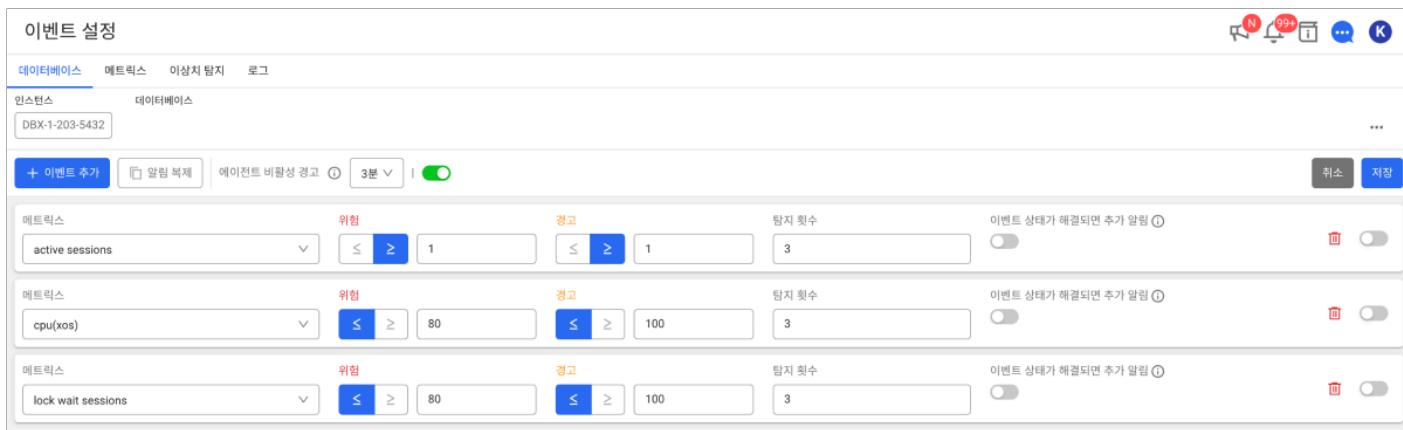 이벤트 설정
N
99+
K
데이터베이스 메트릭스 이상치 탐지 로그
인스턴스 데이터베이스
DBX-1-203-5432
+ 이벤트 추가 알림 복제 에이전트 비활성 경고 3분 취소 저장
메트릭스 위험 경고 탐지 횟수 이벤트 상태가 해결되면 추가 알림
active sessions ≤ ≥ 1 ≤ ≥ 1 3
메트릭스 위험 경고 탐지 횟수 이벤트 상태가 해결되면 추가 알림
cpu(xos) ≤ ≥ 80 ≤ ≥ 100 3
메트릭스 위험 경고 탐지 횟수 이벤트 상태가 해결되면 추가 알림
lock wait sessions ≤ ≥ 80 ≤ ≥ 100 3